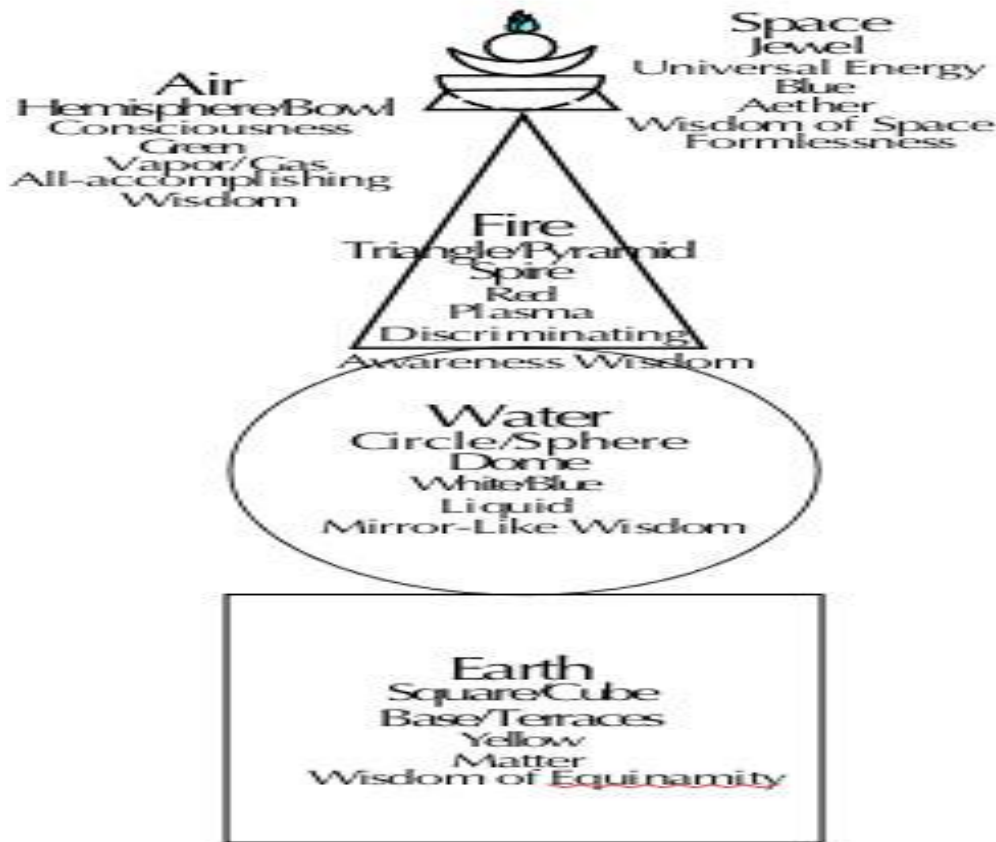 Air
Hemisphere/Bowl
Consciousness
Green
Vapor/Gas
All-accomplishing
Wisdom
Space
Jewel
Universal Energy
Blue
Aether
Wisdom of Space
Formlessness
Fire
Triangle/Pyramid
Spire
Red
Plasma
Discriminating
Awareness Wisdom
Water
Circle/Sphere
Dome
White/Blue
Liquid
Mirror-Like Wisdom
Earth
Square/Cube
Base/Terraces
Yellow
Matter
Wisdom of Equinamity